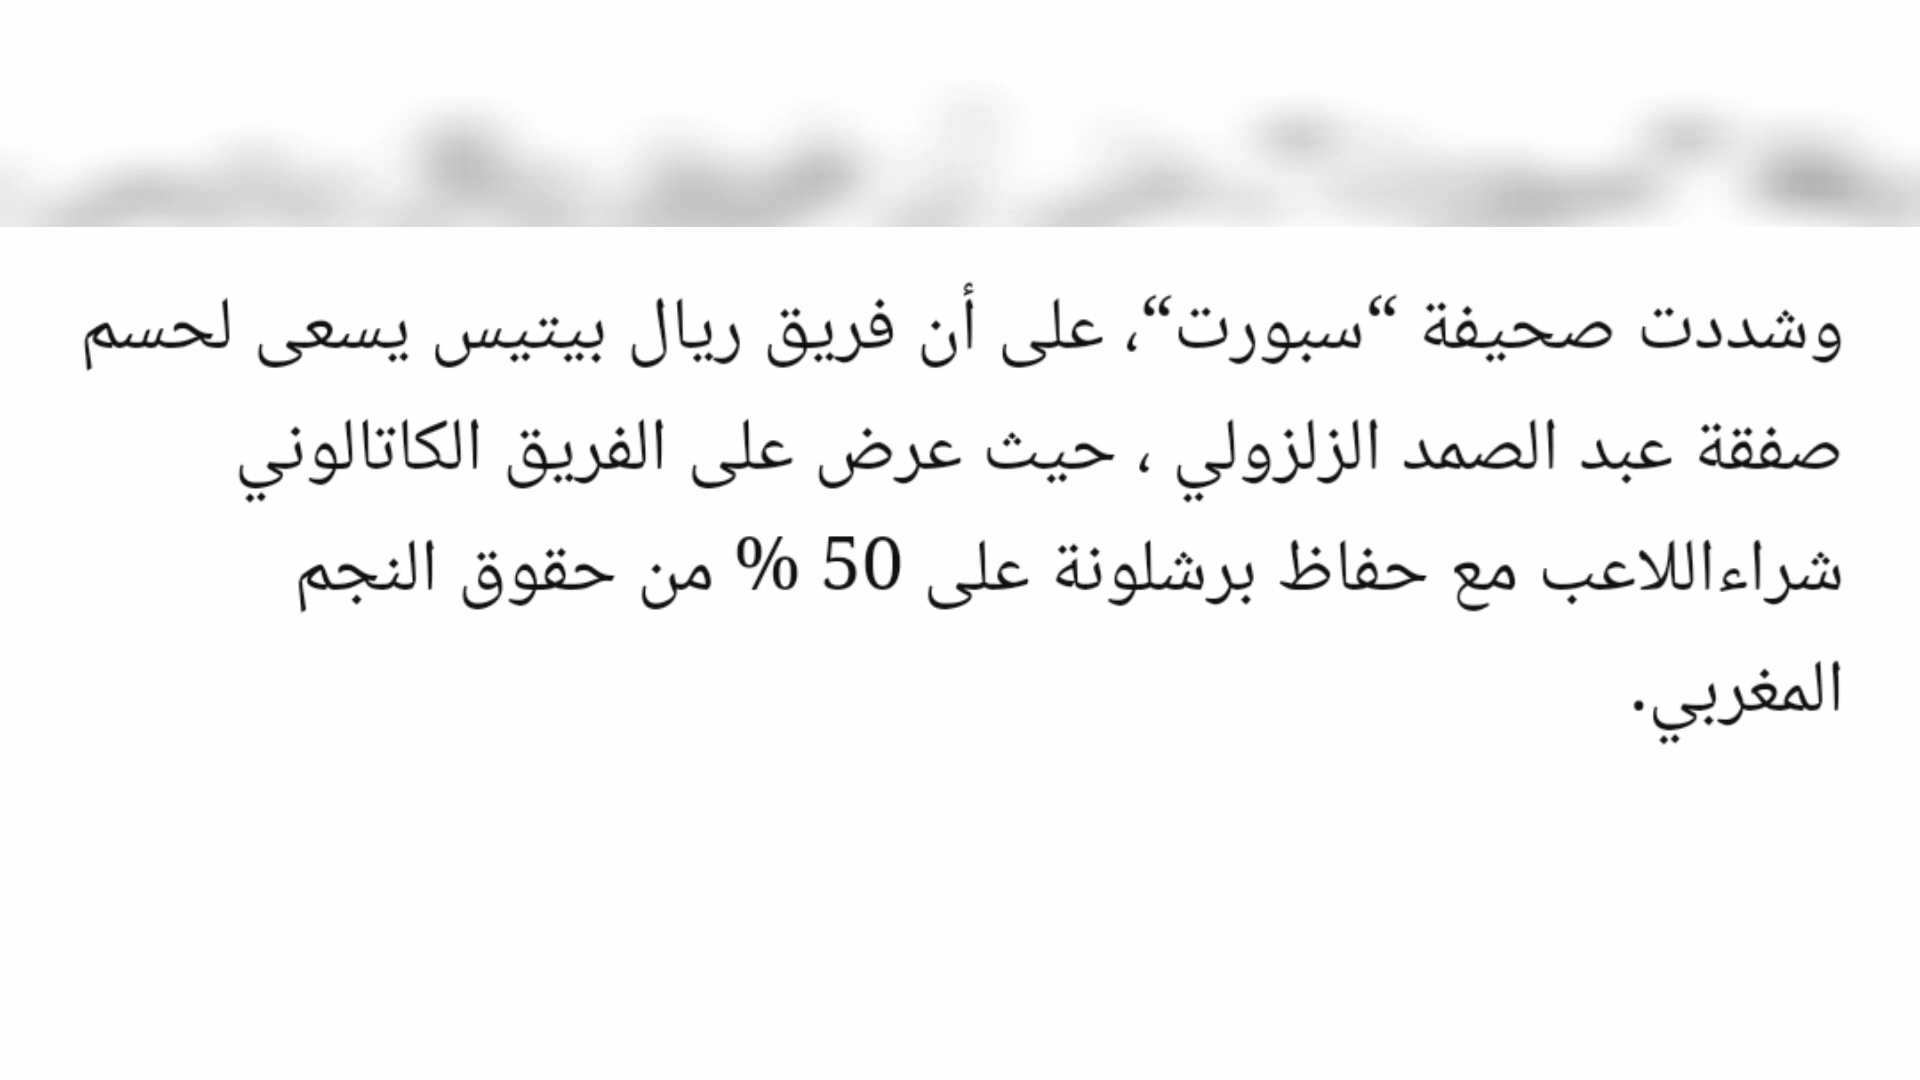 وشددت صحيفة “سبورت“، على أن فريق ريال بيتيس يسعى لحسم
صفقة عبد الصمد الزلزولي ، حيث عرض على الفريق الكاتالوني
شراءاللاعب مع حفاظ برشلونة على 50 % من حقوق النجم
المغربي.